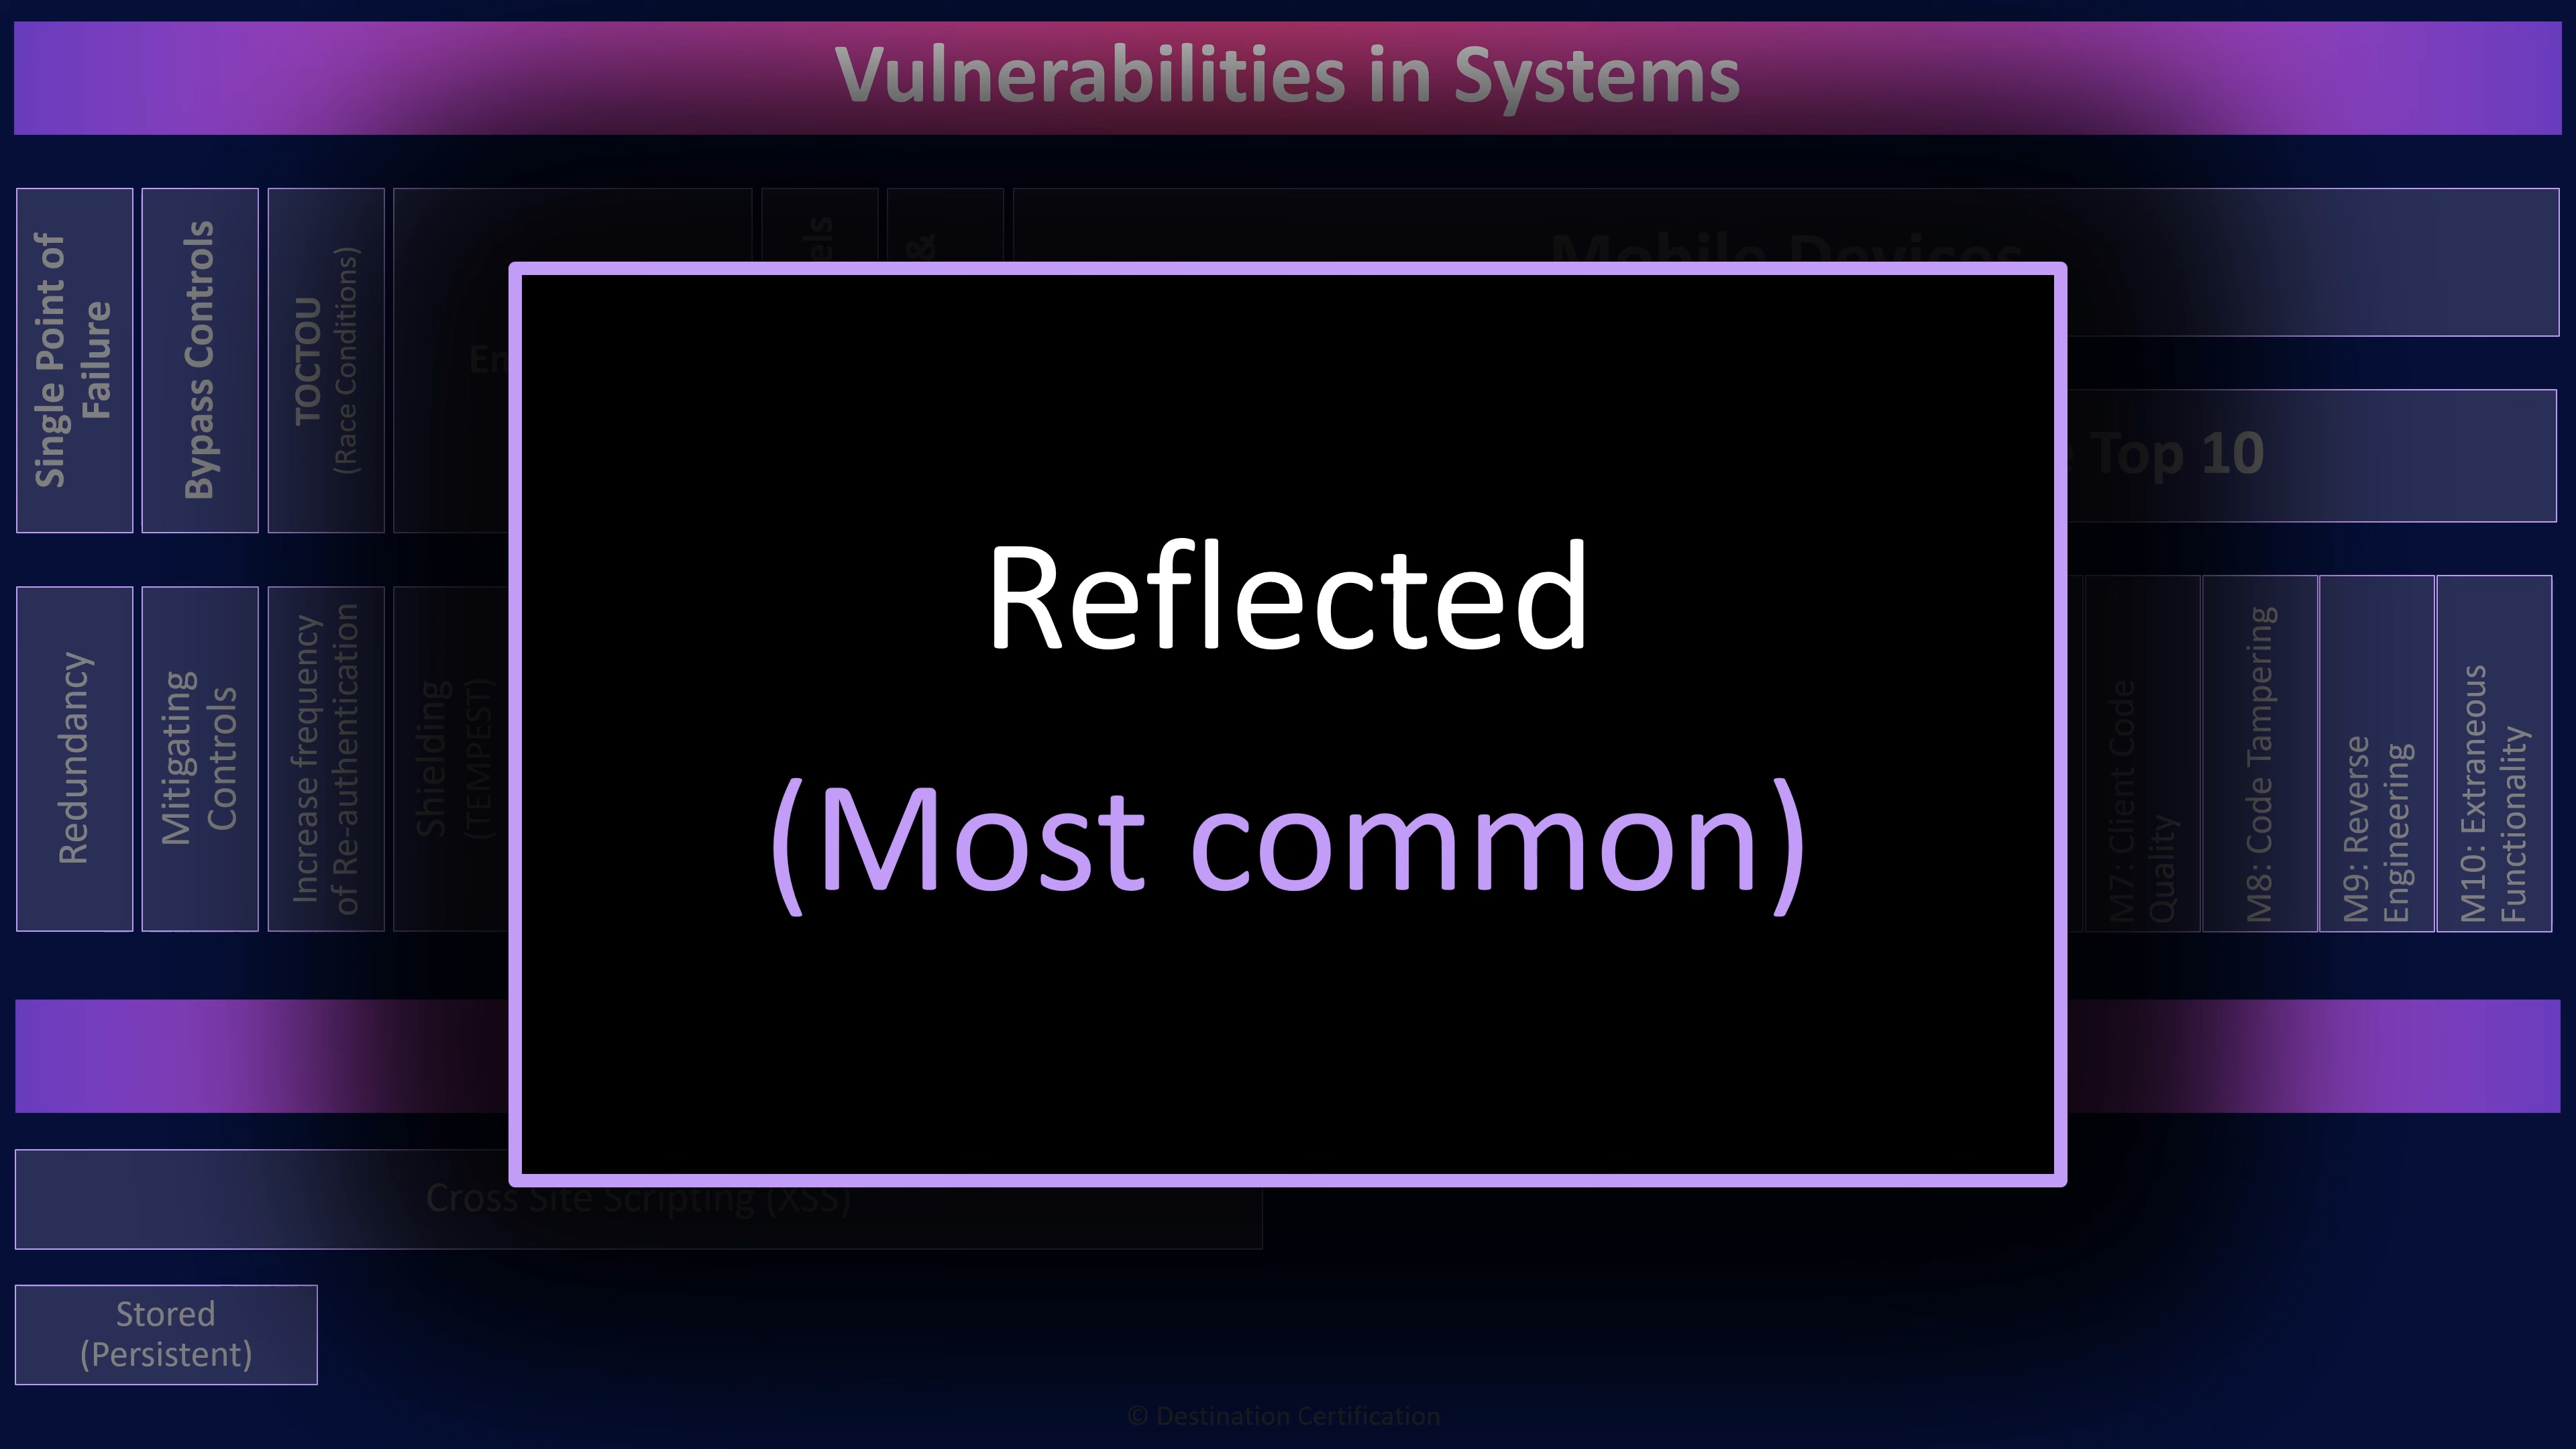 Vulnerabilities in Systems
Single Point of
Failure
Bypass Controls
TOCTOU
(Race Conditions)
&
Mobile Devices
Top 10
Redundancy
Mitigating
Controls
Increase frequency
of Re-authentication
Shielding
(TEMPEST)
Reflected
(Most common)
M7: Client Code
Quality
M8: Code Tampering
M9: Reverse
Engineering
M10: Extraneous
Functionality
Cross Site Scripting (XSS)
Stored
(Persistent)
© Destination Certification